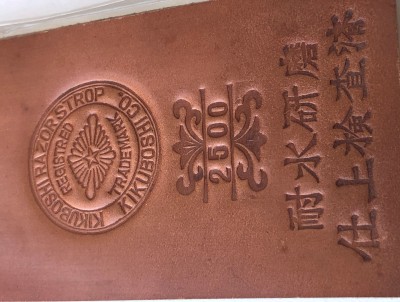 KIKUBOSHI RAZOR STROP.
KIKUBOSHI CO.
REGISTRED
TRADEMARK
2500
耐水研磨
仕上検査済